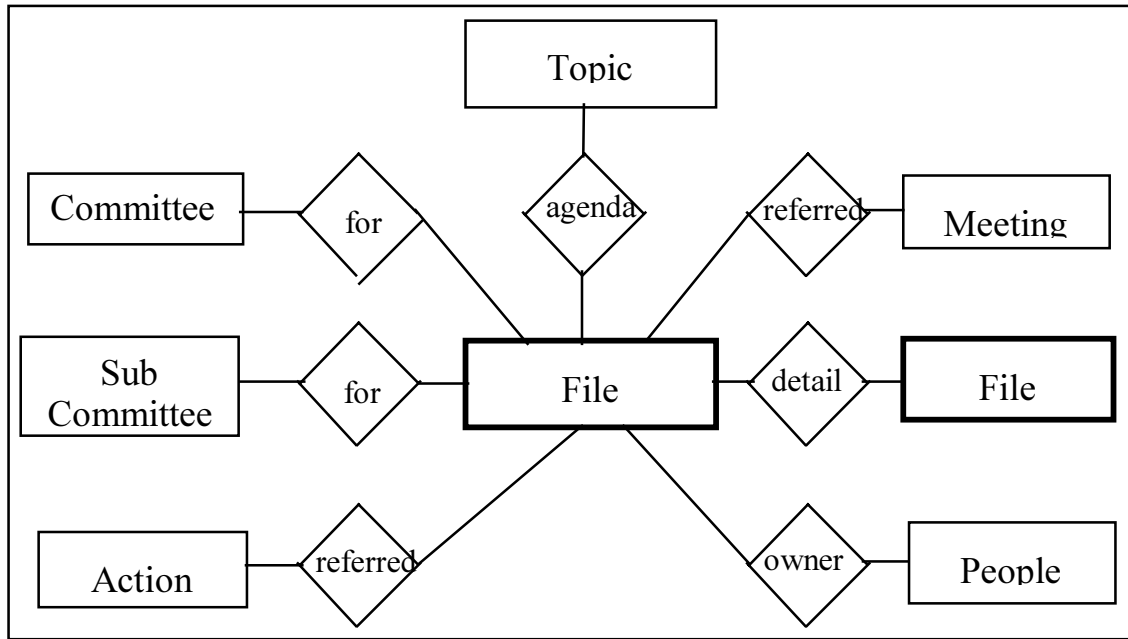 Topic
Committee
for
agenda
referred
Meeting
Sub
Committee
for
File
detail
File
Action
referred
owner
People